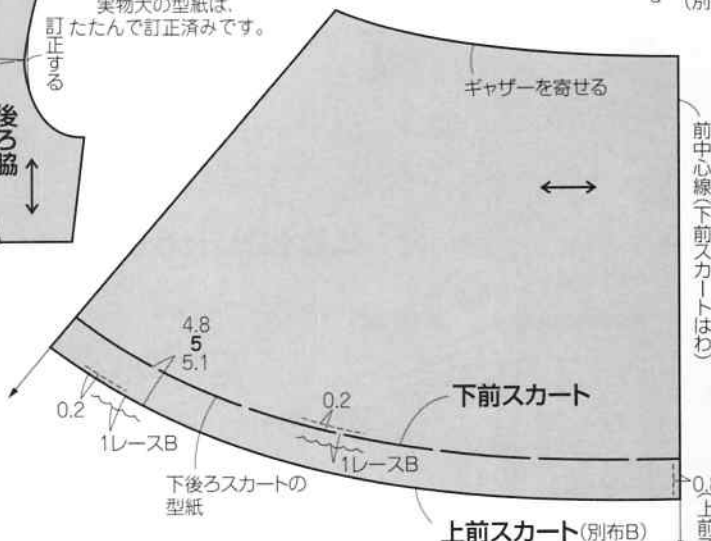 実物大の型紙は、
たたんで訂正済みです。
訂正する
後ろ脇
ギャザーを寄せる
前中心線(下前スカートはわ)
4.8
5
5.1
0.2
1レースB
0.2
1レースB
下前スカート
下後ろスカートの
型紙
上前スカート(別布B)